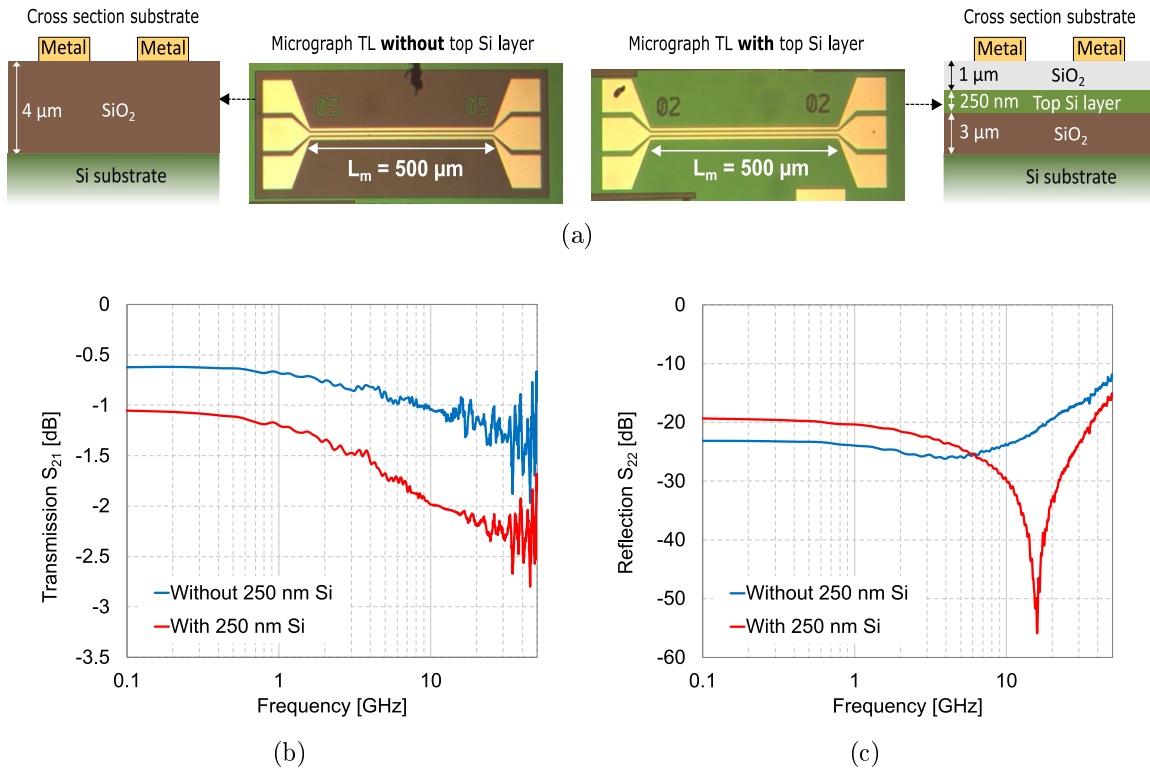 Cross section substrate
Metal Metal
4 µm
SiO2
Si substrate
Micrograph TL without top Si layer
05 05
Lm = 500 µm
Micrograph TL with top Si layer
02 02
Lm = 500 µm
Cross section substrate
Metal Metal
1 µm SiO2
250 nm Top Si layer
3 µm SiO2
Si substrate
(a)
Transmission S21 [dB]
0
-0.5
-1
-1.5
-2
-2.5
-3
-3.5
Without 250 nm Si
With 250 nm Si
0.1 1 10
Frequency [GHz]
(b)
Reflection S22 [dB]
0
-10
-20
-30
-40
-50
-60
Without 250 nm Si
With 250 nm Si
0.1 1 10
Frequency [GHz]
(c)